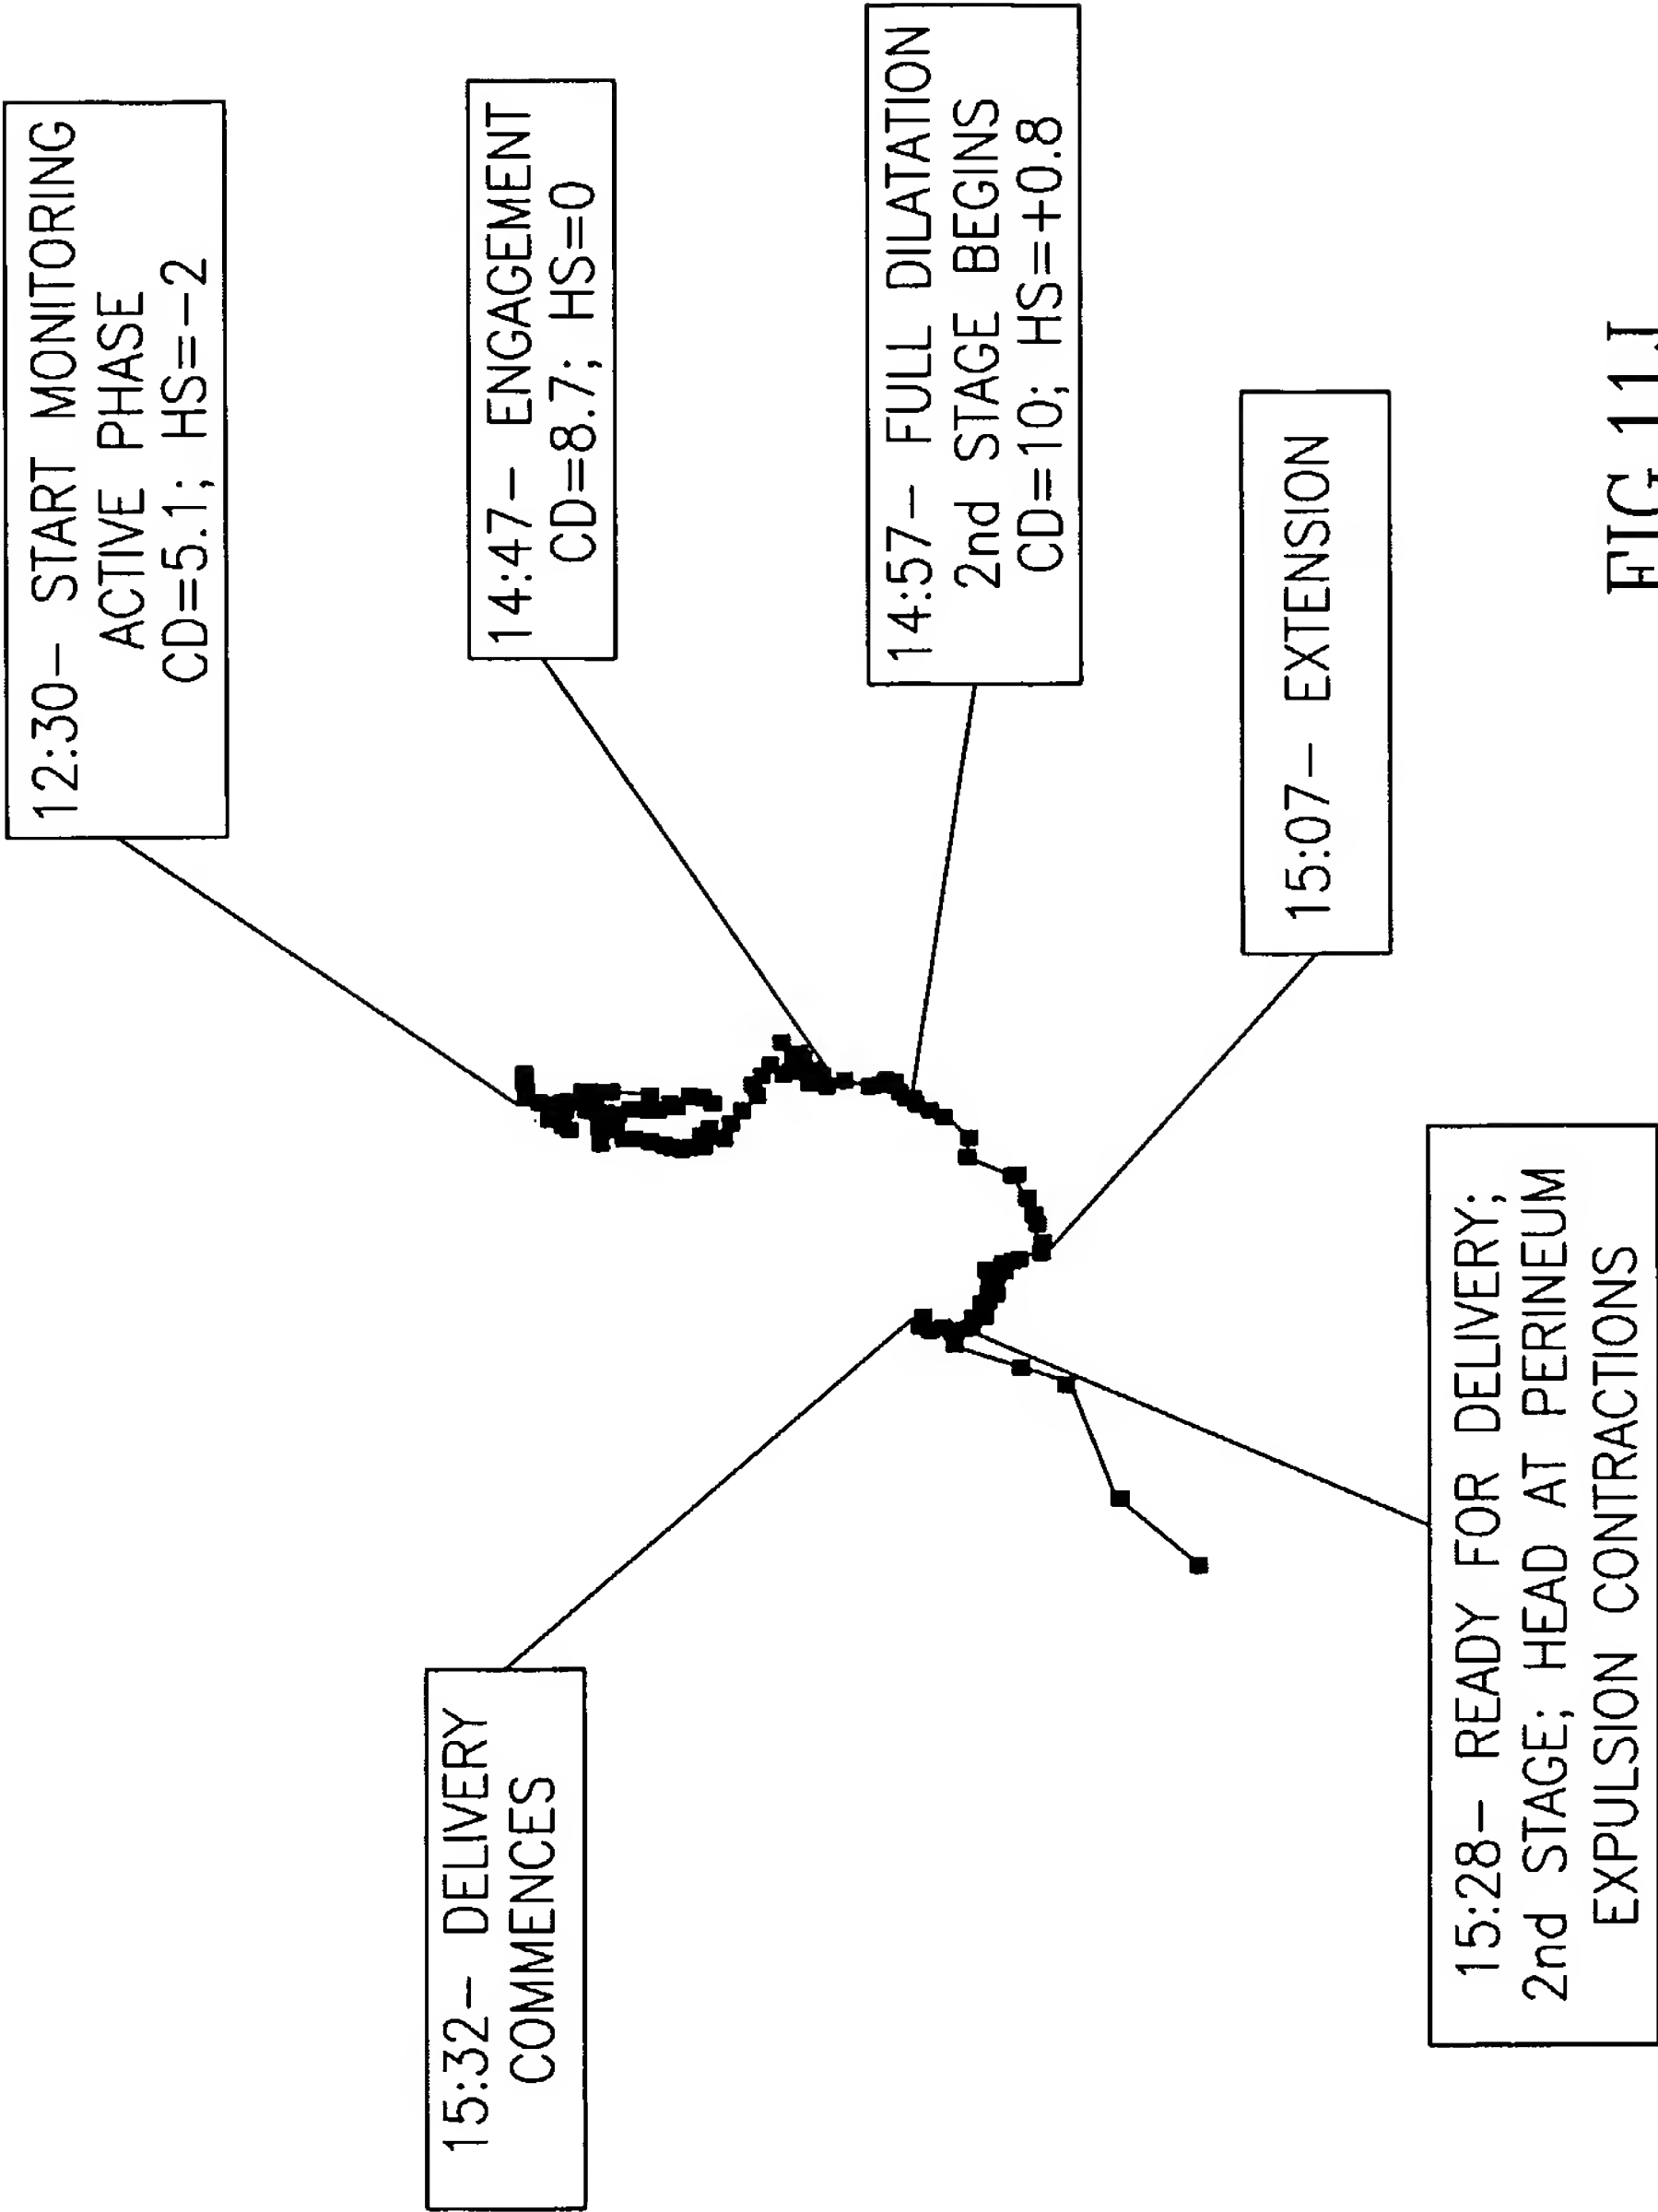 12:30- START MONITORING
ACTIVE PHASE
CD=5.1; HS=-2
14:47- ENGAGEMENT
CD=8.7; HS=0
14:57- FULL DILATATION
2nd STAGE BEGINS
CD=10; HS=+0.8
15:07- EXTENSION
15:28- READY FOR DELIVERY;
2nd STAGE; HEAD AT PERINEUM
EXPULSION CONTRACTIONS
15:32- DELIVERY
COMMENCES